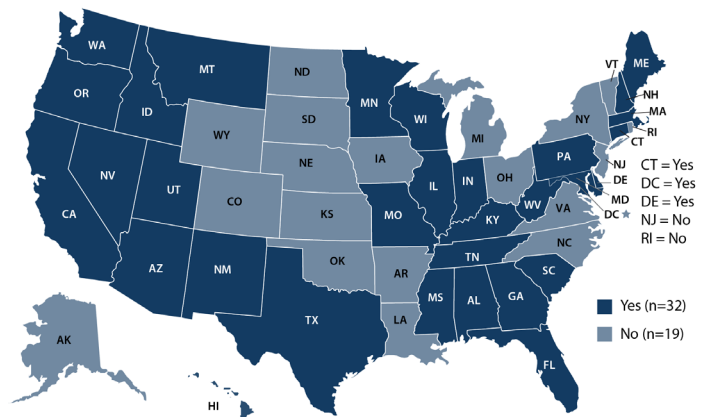 WA
MT
ND
MN
VT
ME
OR
ID
SD
WI
NH
MA
WY
MI
NY
RI
CT
NV
UT
CO
NE
IA
IL
IN
OH
PA
NJ
DE
MD
DC
CT = Yes
DC = Yes
DE = Yes
NJ = No
RI = No
CA
KS
MO
KY
WV
VA
AZ
NM
OK
AR
TN
NC
SC
TX
LA
MS
AL
GA
FL
AK
HI
Yes (n=32)
No (n=19)